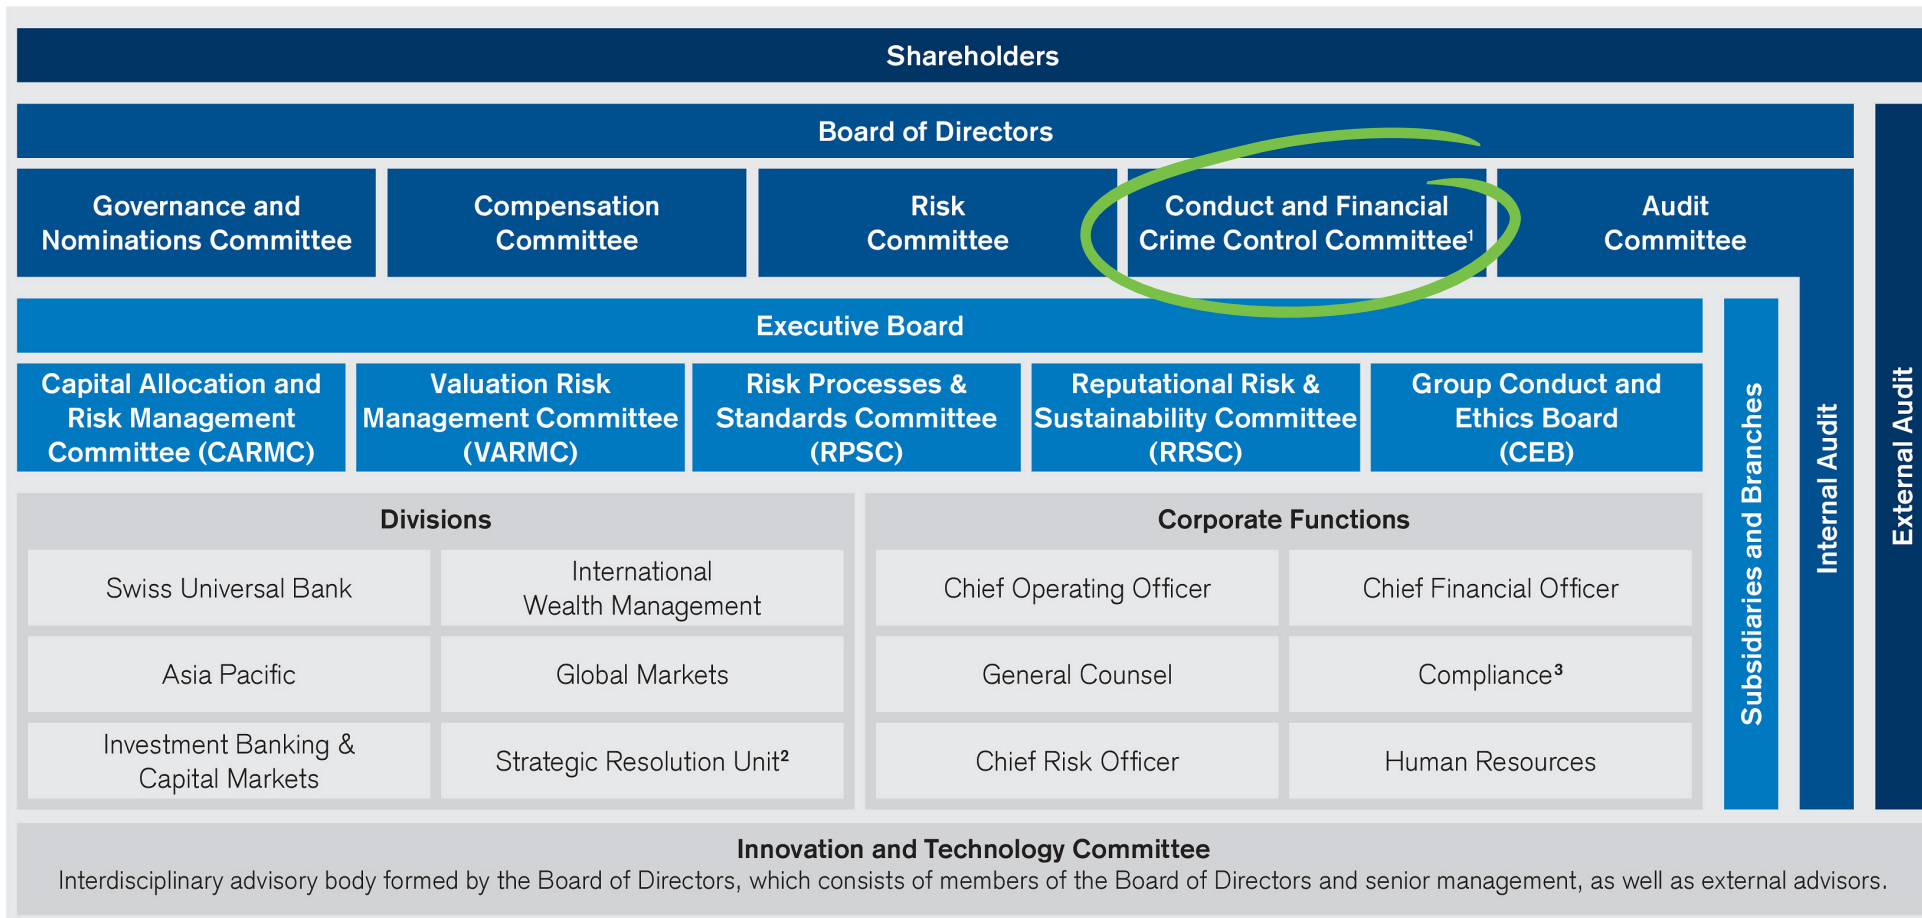 Shareholders
Board of Directors
Governance and
Nominations Committee
Compensation
Committee
Risk
Committee
Conduct and Financial
Crime Control Committee¹
Audit
Committee
Executive Board
Capital Allocation and
Risk Management
Committee (CARMC)
Valuation Risk
Management Committee
(VARMC)
Risk Processes &
Standards Committee
(RPSC)
Reputational Risk &
Sustainability Committee
(RRSC)
Group Conduct and
Ethics Board
(CEB)
Subsidiaries and Branches
Internal Audit
External Audit
Divisions
Swiss Universal Bank
International
Wealth Management
Asia Pacific
Global Markets
Investment Banking &
Capital Markets
Strategic Resolution Unit²
Corporate Functions
Chief Operating Officer
Chief Financial Officer
General Counsel
Compliance³
Chief Risk Officer
Human Resources
Innovation and Technology Committee
Interdisciplinary advisory body formed by the Board of Directors, which consists of members of the Board of Directors and senior management, as well as external advisors.